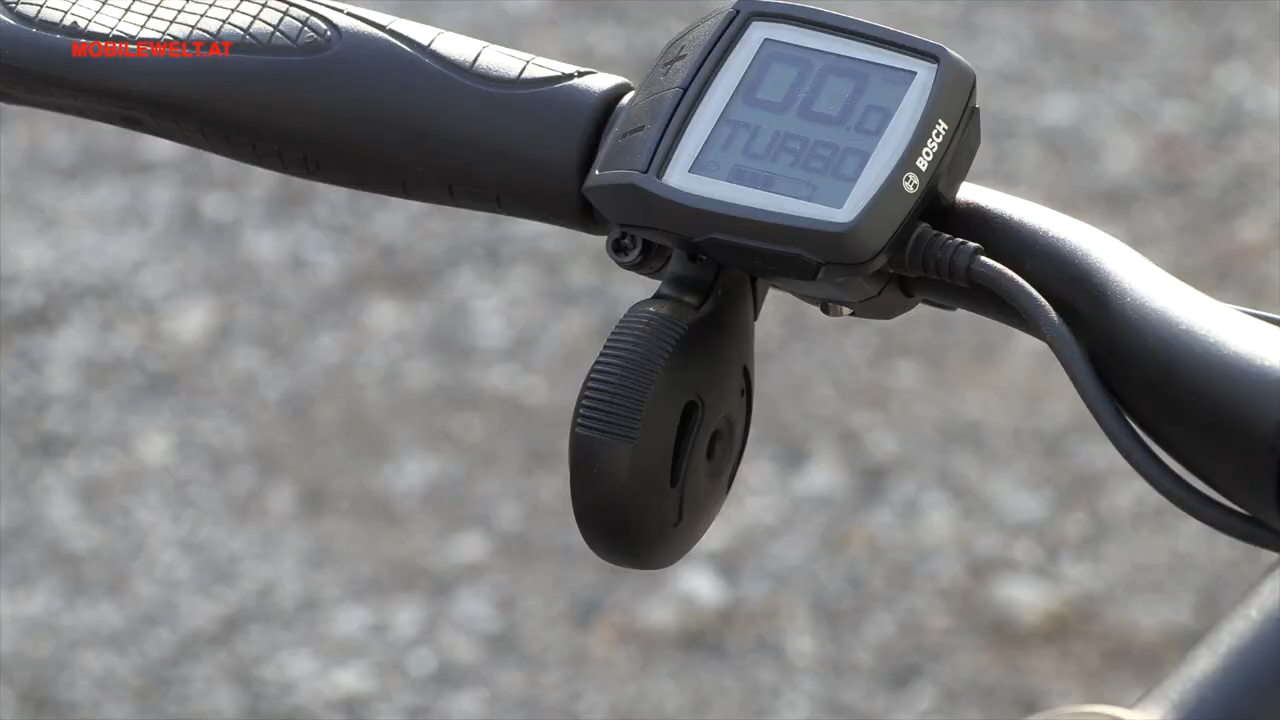 MOBILEWELT.AT
+
-
00.0
TURBO
BOSCH